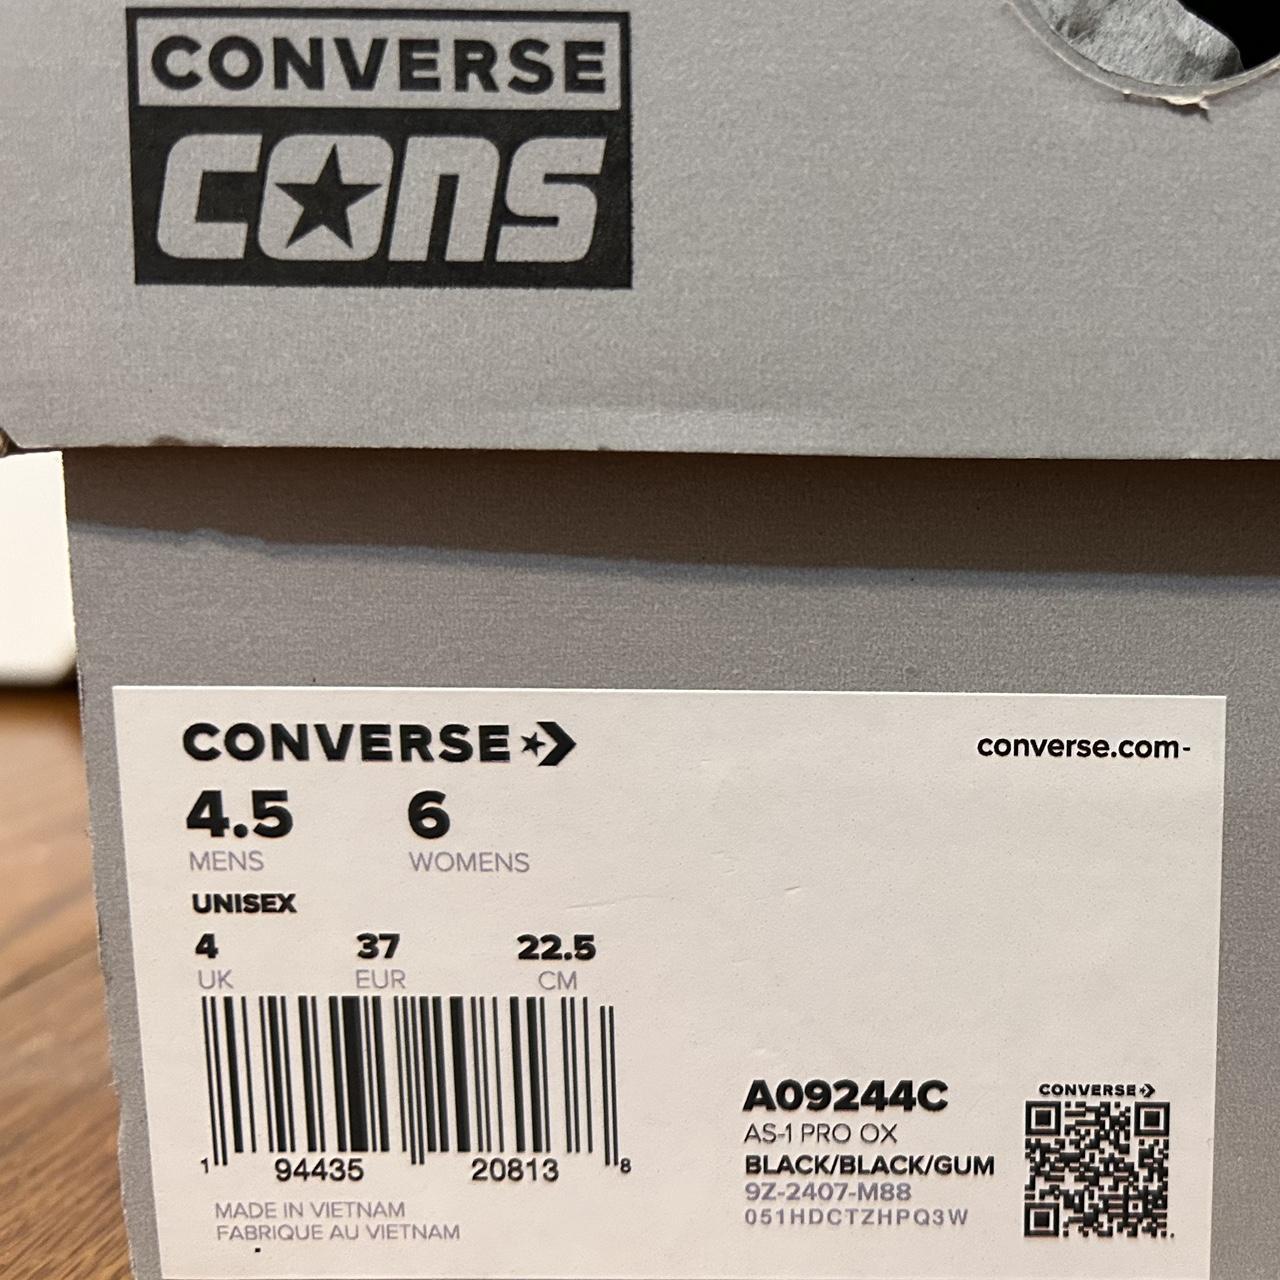 CONVERSE
CONS
CONVERSE
converse.com-
4.5 6
MENS WOMENS
UNISEX
4 37 22.5
UK EUR CM
1 94435 20813 8
MADE IN VIETNAM
FABRIQUE AU VIETNAM
A09244C
AS-1 PRO OX
BLACK/BLACK/GUM
9Z-2407-M88
051HDCTZHPQ3W
CONVERSE